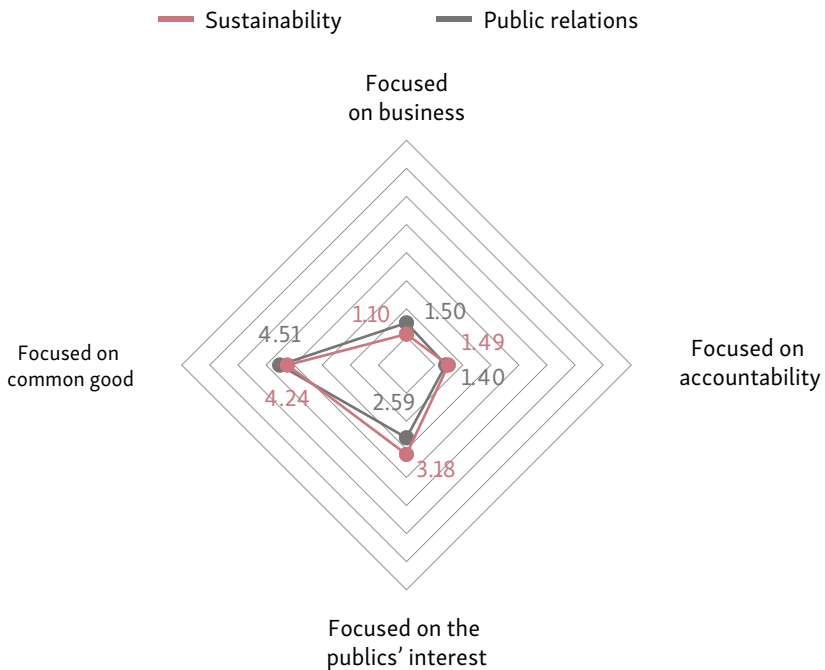 Sustainability
Public relations
Focused
on business
1.10
1.50
4.51
1.49
Focused on
common good
Focused on
accountability
1.40
4.24
2.59
3.18
Focused on the
publics’ interest